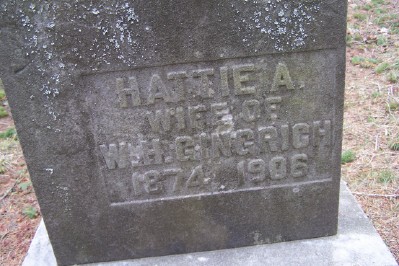 HATTIE A.
WIFE OF
W. H. GINGRICH
1874 1906